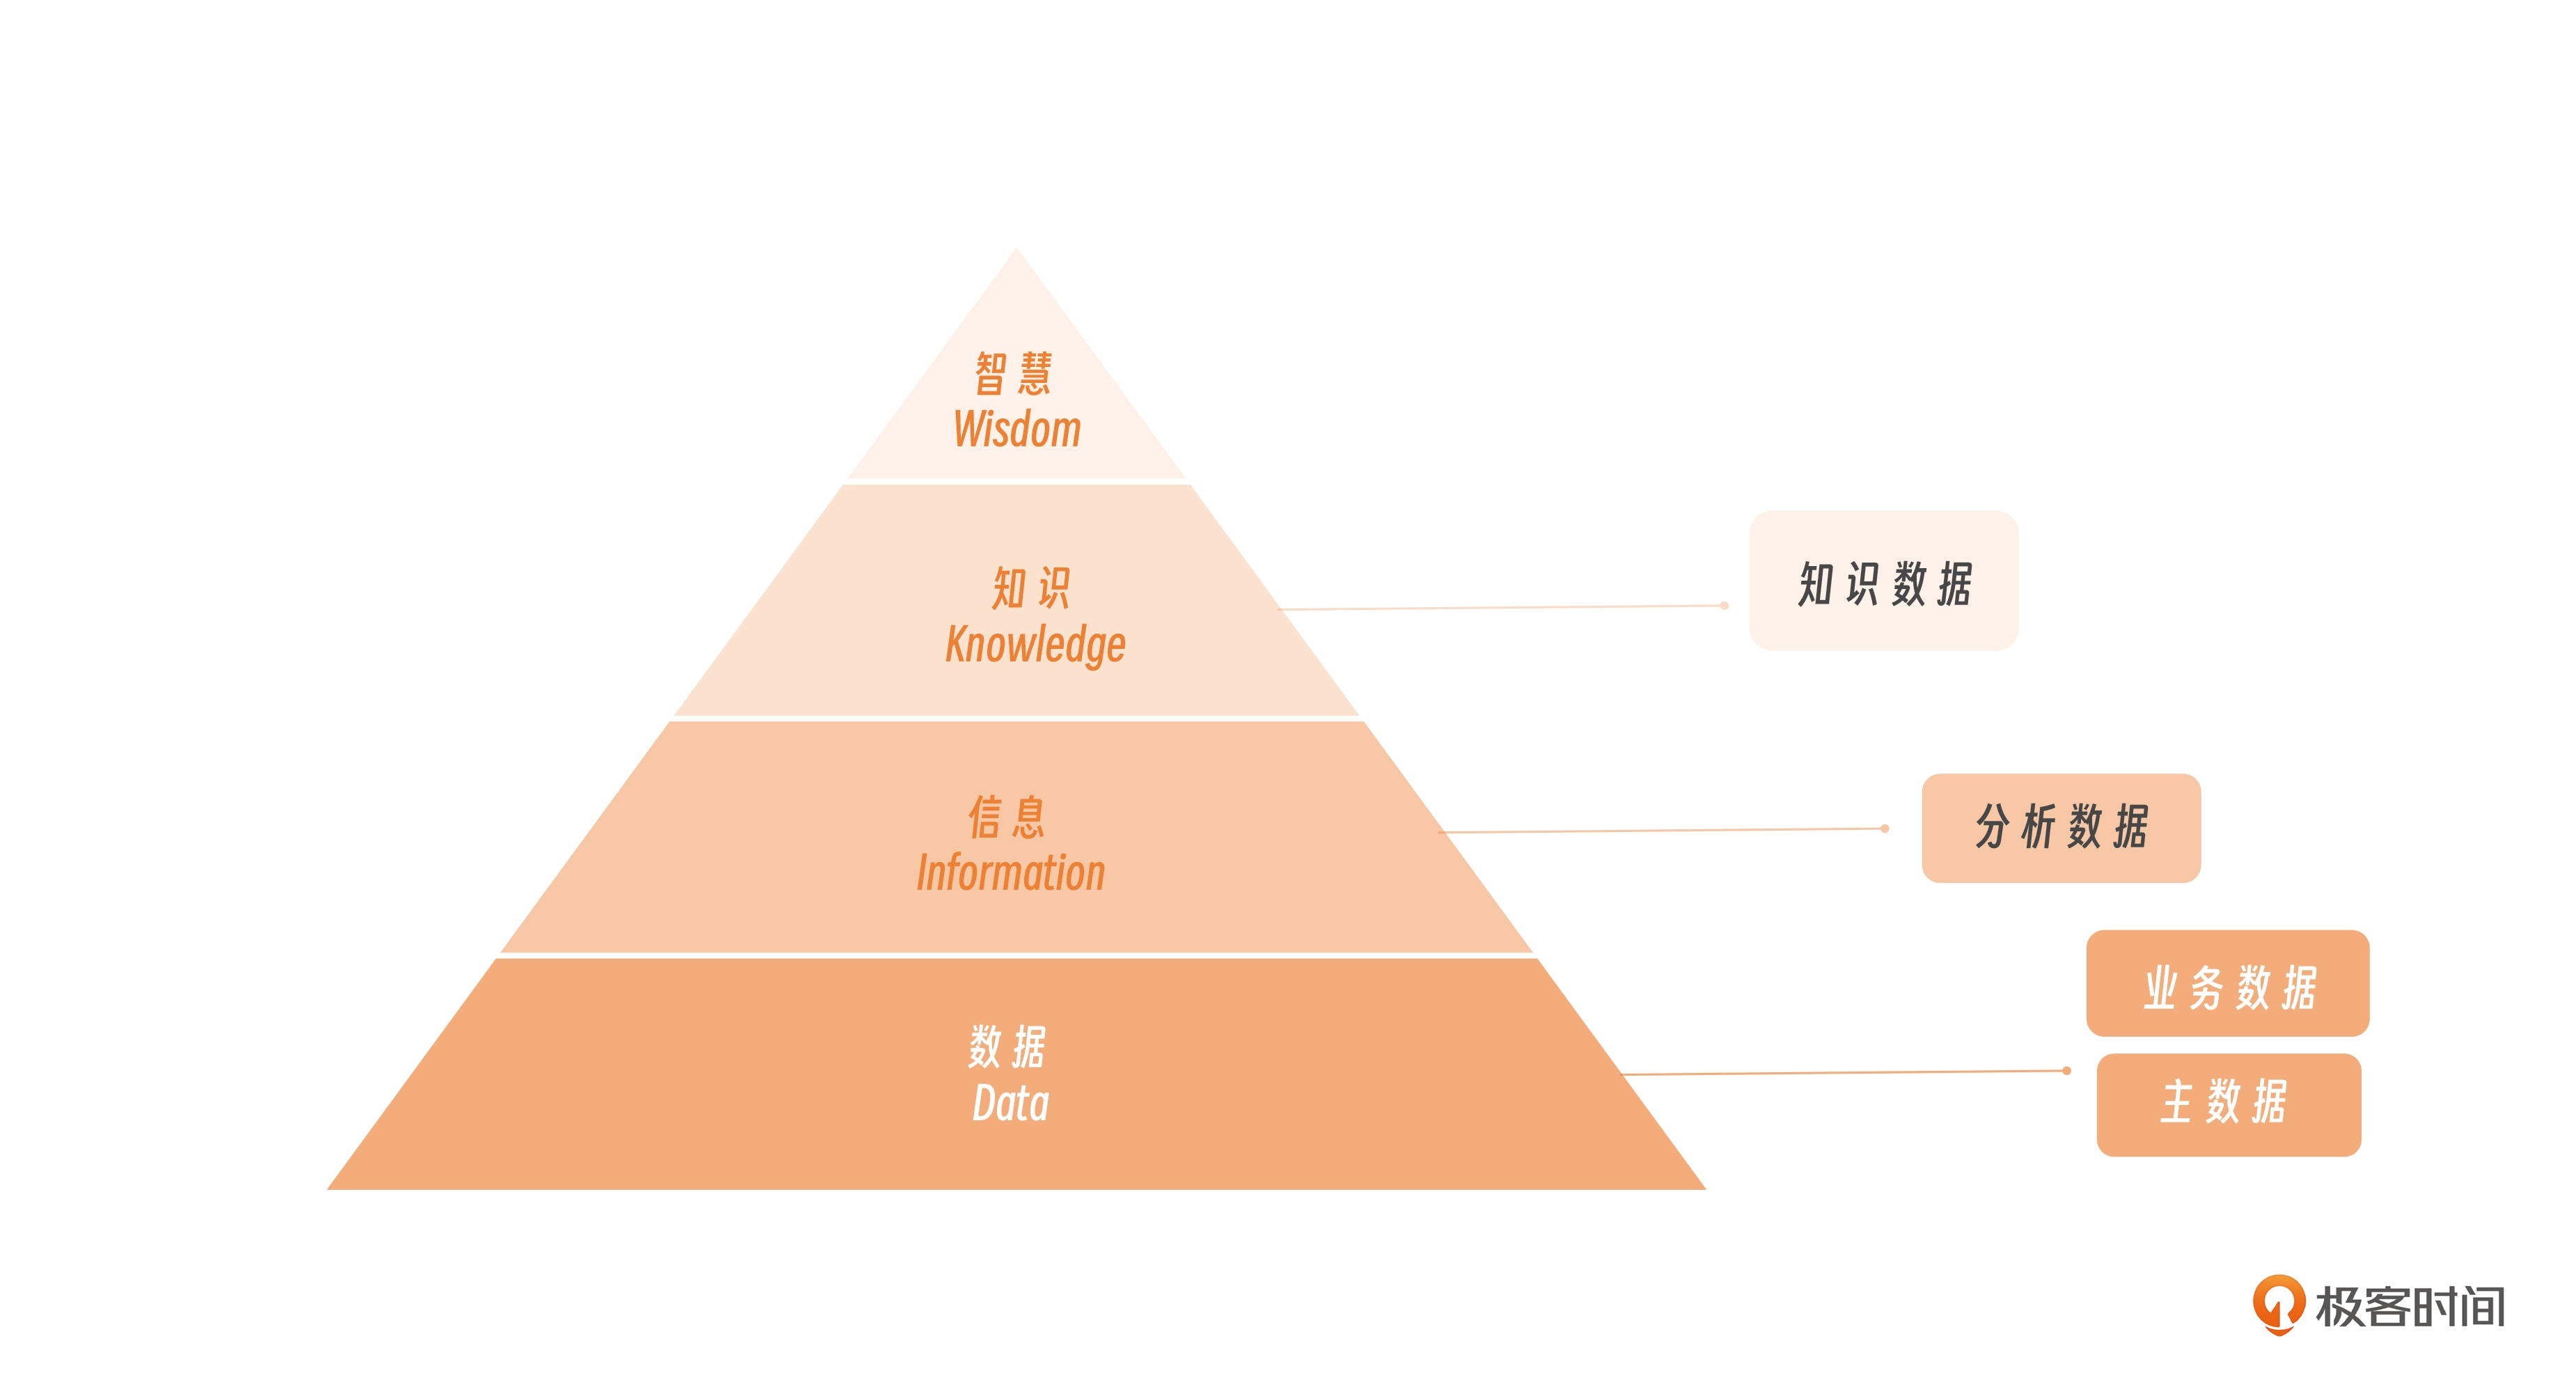 智慧
Wisdom
知识
Knowledge
知识数据
信息
Information
分析数据
数据
Data
业务数据
主数据
极客时间